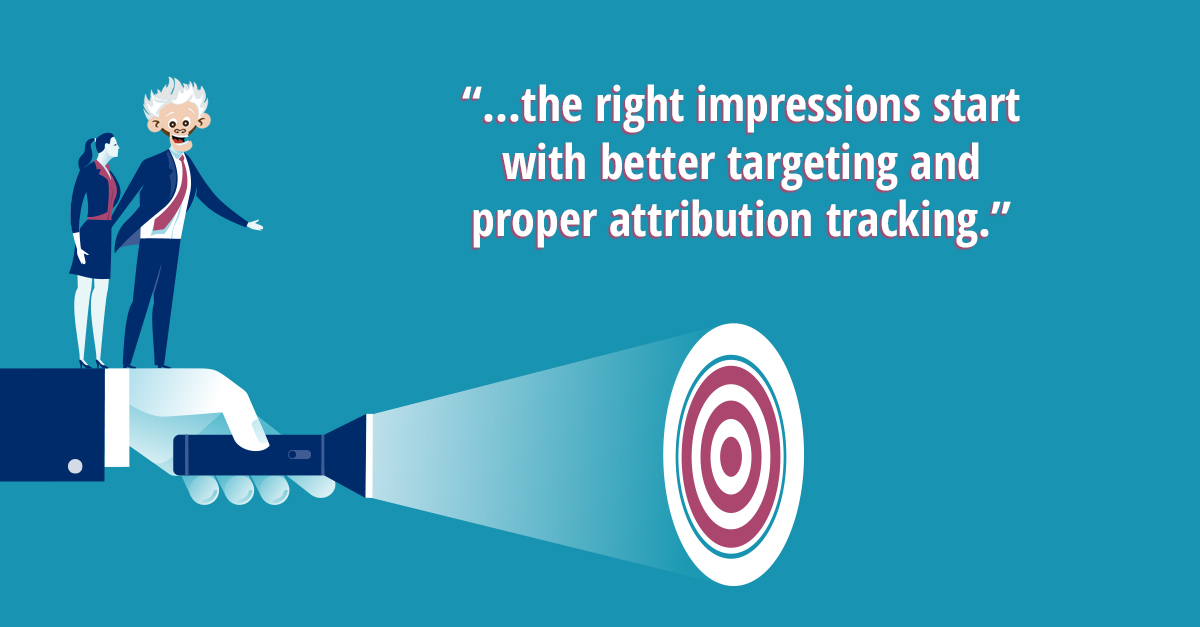 “...the right impressions start
with better targeting and
proper attribution tracking.”